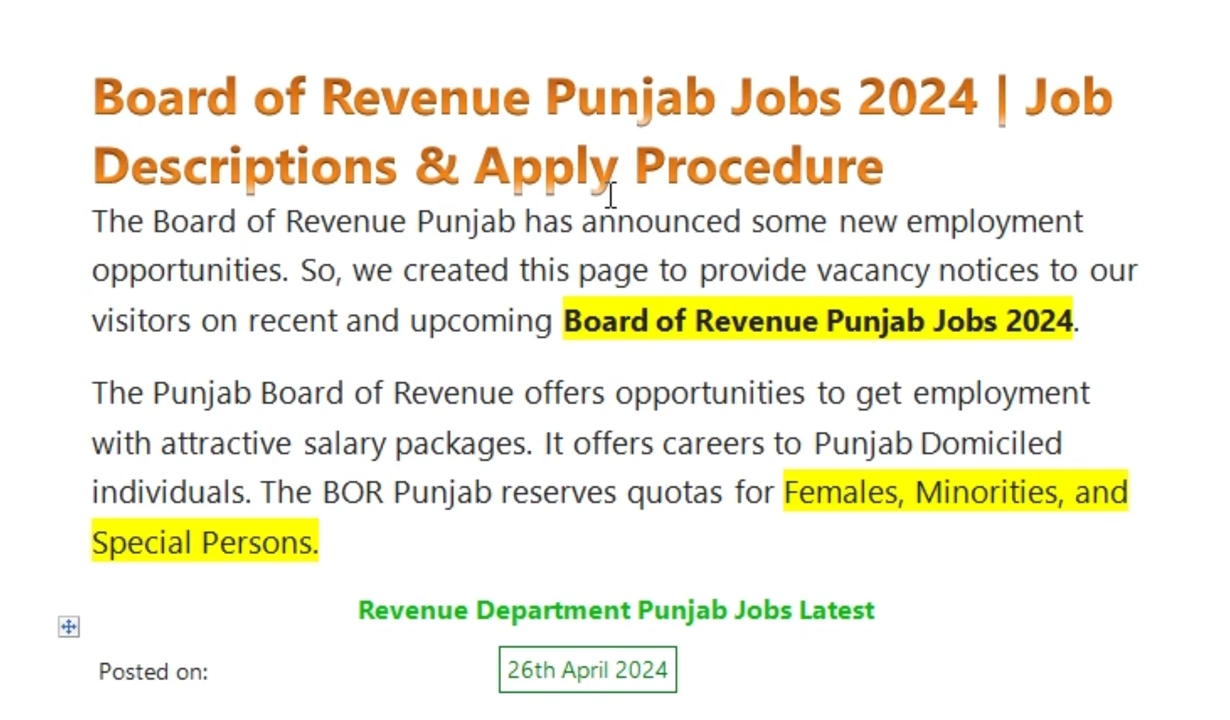 Board of Revenue Punjab Jobs 2024 | Job
Descriptions & Apply Procedure
The Board of Revenue Punjab has announced some new employment
opportunities. So, we created this page to provide vacancy notices to our
visitors on recent and upcoming Board of Revenue Punjab Jobs 2024.
The Punjab Board of Revenue offers opportunities to get employment
with attractive salary packages. It offers careers to Punjab Domiciled
individuals. The BOR Punjab reserves quotas for Females, Minorities, and
Special Persons.
Revenue Department Punjab Jobs Latest
Posted on: 26th April 2024